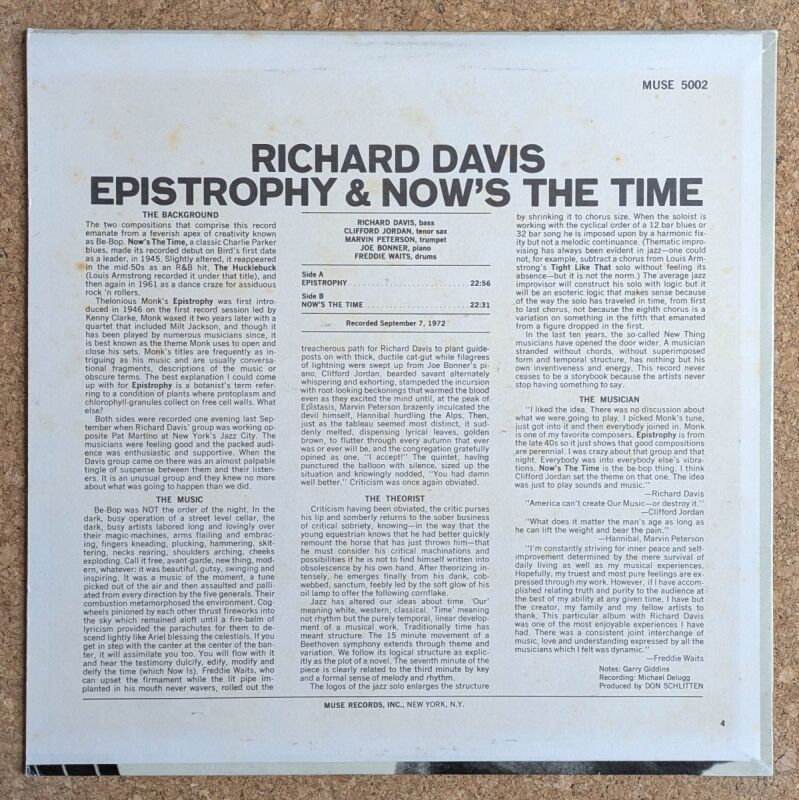 MUSE 5002
RICHARD DAVIS
EPISTROPHY & NOW'S THE TIME
THE BACKGROUND
The two compositions that comprise this record
emanate from a feverish apex of creativity known
as Be-Bop. Now's The Time, a classic Charlie Parker
blues, made its recorded debut on Bird's first date
as a leader, in 1945. Slightly altered, it reappeared
in the mid-50s as an R&B hit, The Hucklebuck
(Louis Armstrong recorded it under that title), and
then again in 1961 as a dance craze for assiduous
rock 'n rollers.
Thelonious Monk's Epistrophy was first intro-
duced in 1946 on the first record session led by
Kenny Clarke. Monk waxed it two years later with a
quartet that included Milt Jackson, and though it
has been played by numerous musicians since, it
is best known as the theme Monk uses to open and
close his sets. Monk's titles are frequently as in-
triguing as his music and are usually conversa-
tional fragments, descriptions of the music or
obscure terms. The best explanation I could come
up with for Epistrophy is a botanist's term refer-
ring to a condition of plants where protoplasm and
chlorophyll-granules collect on free cell walls. What
else?
Both sides were recorded one evening last Sep-
tember when Richard Davis' group was working op-
posite Pat Martino at New York's Jazz City. The
musicians were feeling good and the packed audi-
ence was enthusiastic and supportive. When the
Davis group came on there was an almost palpable
tingle of suspense between them and their listen-
ers. It is an unusual group and they knew no more
about what was going to happen than we did.
THE MUSIC
Be-Bop was NOT the order of the night. In the
dark, busy operation of a street level cellar, the
dark, busy artists labored long and lovingly over
their magic-machines, arms flailing and embrac-
ing, fingers kneading, plucking, hammering, skit-
tering, necks rearing, shoulders arching, cheeks
exploding. Call it free, avant-garde, new thing, mod-
ern, whatever: it was beautiful, gutsy, swinging and
inspiring. It was a music of the moment, a tune
picked out of the air and then assaulted and palli-
ated from every direction by the five generals. Their
combustion metamorphosed the environment. Cog-
wheels pinioned by each other thrust fireworks into
the sky which remained aloft until a fire-balm of
lyricism provided the parachutes for them to de-
scend lightly like Ariel blessing the celestials. If you
get in step with the canter at the center of the ban-
ter, it will assimilate you too. You will flow with it
and hear the testimony dulcify, edify, modify and
deify the time (which Now Is). Freddie Waits, who
can upset the firmament while the lit pipe im-
planted in his mouth never wavers, rolled out the
RICHARD DAVIS, bass
CLIFFORD JORDAN, tenor sax
MARVIN PETERSON, trumpet
JOE BONNER, piano
FREDDIE WAITS, drums
Side A
EPISTROPHY ..... 22:56
Side B
NOW'S THE TIME ..... 22:31
Recorded September 7, 1972
treacherous path for Richard Davis to plant guide-
posts on with thick, ductile cat-gut while filagrees
of lightning were swept up from Joe Bonner's pi-
ano. Clifford Jordan, bearded savant alternately
whispering and exhorting, stampeded the incursion
with root-looking beckonings that warmed the blood
even as they excited the mind until, at the peak of
Epistasis, Marvin Peterson brazenly inculcated the
devil himself, Hannibal hurdling the Alps. Then,
just as the tableau seemed most distinct, it sud-
denly melted, dispensing lyrical leaves, golden
brown, to flutter through every autumn that ever
was or ever will be, and the congregation gratefully
opined as one, "I accept!" The quintet, having
punctured the balloon with silence, sized up the
situation and knowingly nodded, "You had damn
well better." Criticism was once again obviated.
THE THEORIST
Criticism having been obviated, the critic purses
his lip and somberly returns to the sober business
of critical sobriety, knowing—in the way that the
young equestrian knows that he had better quickly
remount the horse that has just thrown him—that
he must consider his critical machinations and
possibilities if he is not to find himself written into
obsolescence by his own hand. After theorizing in-
tensely, he emerges finally from his dank, cob-
webbed, sanctum, feebly led by the soft glow of his
oil lamp to offer the following cornflake.
Jazz has altered our ideas about time. 'Our'
meaning white, western, classical, 'Time' meaning
not rhythm but the purely temporal, linear develop-
ment of a musical work. Traditionally time has
meant structure. The 15 minute movement of a
Beethoven symphony extends through theme and
variation. We follow its logical structure as explic-
itly as the plot of a novel. The seventh minute of the
piece is clearly related to the third minute by key
and a formal sense of melody and rhythm.
The logos of the jazz solo enlarges the structure
by shrinking it to chorus size. When the soloist is
working with the cyclical order of a 12 bar blues or
32 bar song he is imposed upon by a harmonic fix-
ity but not a melodic continuance. (Thematic impro-
vising has always been evident in jazz—one could
not, for example, subtract a chorus from Louis Arm-
strong's Tight Like That solo without feeling its
absence—but it is not the norm.) The average jazz
improvisor will construct his solo with logic but it
will be an esoteric logic that makes sense because
of the way the solo has traveled in time, from first
to last chorus, not because the eighth chorus is a
variation on something in the fifth that emanated
from a figure dropped in the first.
In the last ten years, the so-called New Thing
musicians have opened the door wider. A musician
stranded without chords, without superimposed
form and temporal structure, has nothing but his
own inventiveness and energy. This record never
ceases to be a storybook because the artists never
stop having something to say.
THE MUSICIAN
"I liked the idea. There was no discussion about
what we were going to play. I picked Monk's tune,
just got into it and then everybody joined in. Monk
is one of my favorite composers. Epistrophy is from
the late 40s so it just shows that good compositions
are perennial. I was crazy about that group and that
night. Everybody was into everybody else's vibra-
tions. Now's The Time is the be-bop thing, I think
Clifford Jordan set the theme on that one. The idea
was just to play sounds and music."
—Richard Davis
"America can't create Our Music—or destroy it."
—Clifford Jordan
"What does it matter the man's age as long as
he can lift the weight and bear the pain."
—Hannibal, Marvin Peterson
"I'm constantly striving for inner peace and self-
improvement determined by the mere survival of
daily living as well as my musical experiences.
Hopefully, my truest and most pure feelings are ex-
pressed through my work. However, if I have accom-
plished relating truth and purity to the audience at
the best of my ability at any given time, I have but
the creator, my family and my fellow artists to
thank. This particular album with Richard Davis
was one of the most enjoyable experiences I have
had. There was a consistent joint interchange of
music, love and understanding expressed by all the
musicians which I felt was dynamic."
—Freddie Waits
Notes: Garry Giddins
Recording: Michael Delugg
Produced by DON SCHLITTEN
MUSE RECORDS, INC., NEW YORK, N.Y.
4